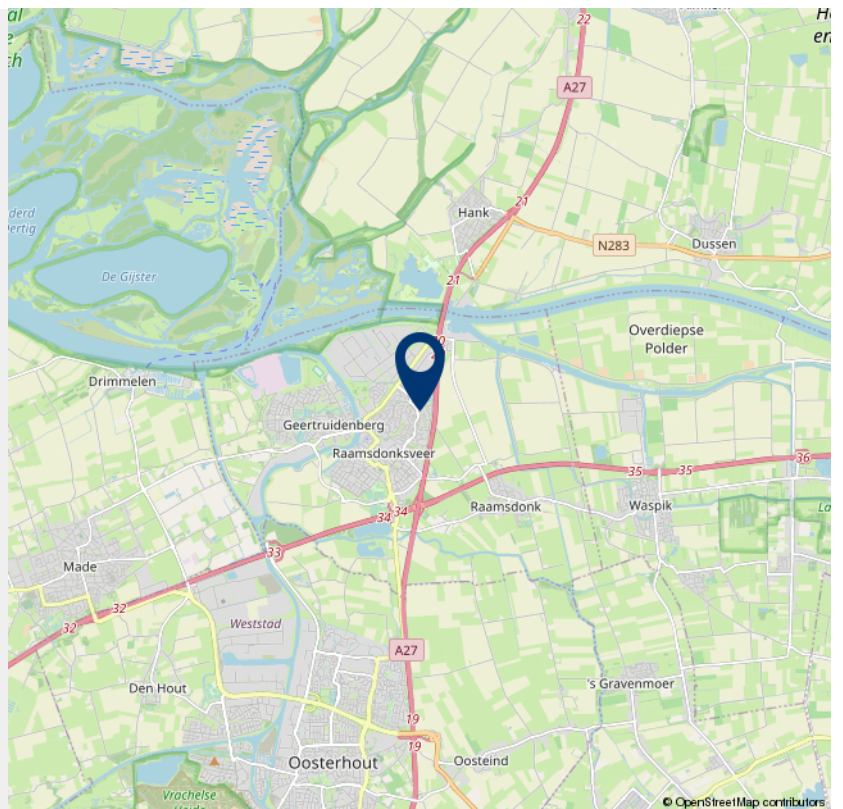 22
A27
21
Hank
N283
Dussen
De Gijster
21
Overdiepse
Polder
Drimmelen
Geertruidenberg
Raamsdonksveer
35
35
36
34
34
Raamsdonk
Waspik
33
Made
32
32
Weststad
A27
Den Hout
's Gravenmoer
19
19
Oosterhout
Oosteind
Vrachelse
© OpenStreetMap contributors